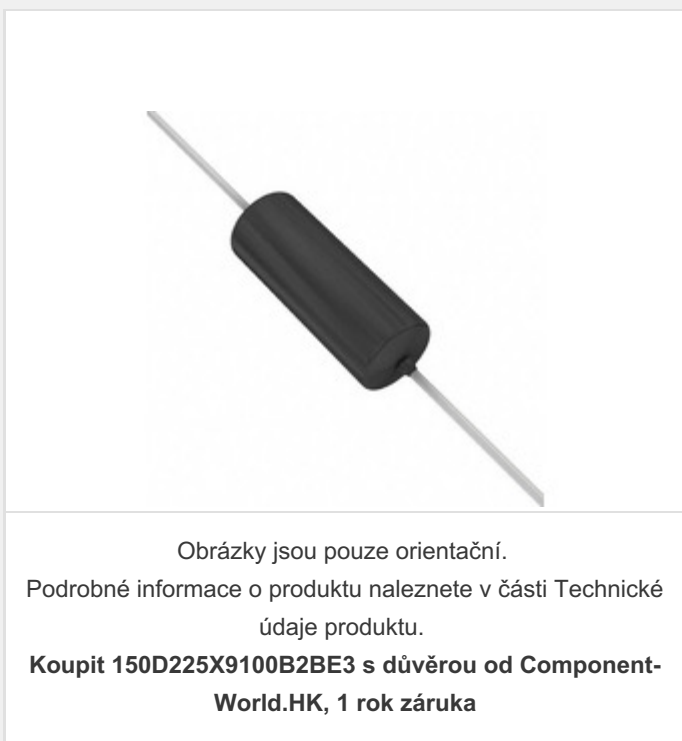 Obrázky jsou pouze orientační.
Podrobné informace o produktu naleznete v části Technické
údaje produktu.
Koupit 150D225X9100B2BE3 s důvěrou od Component-
World.HK, 1 rok záruka